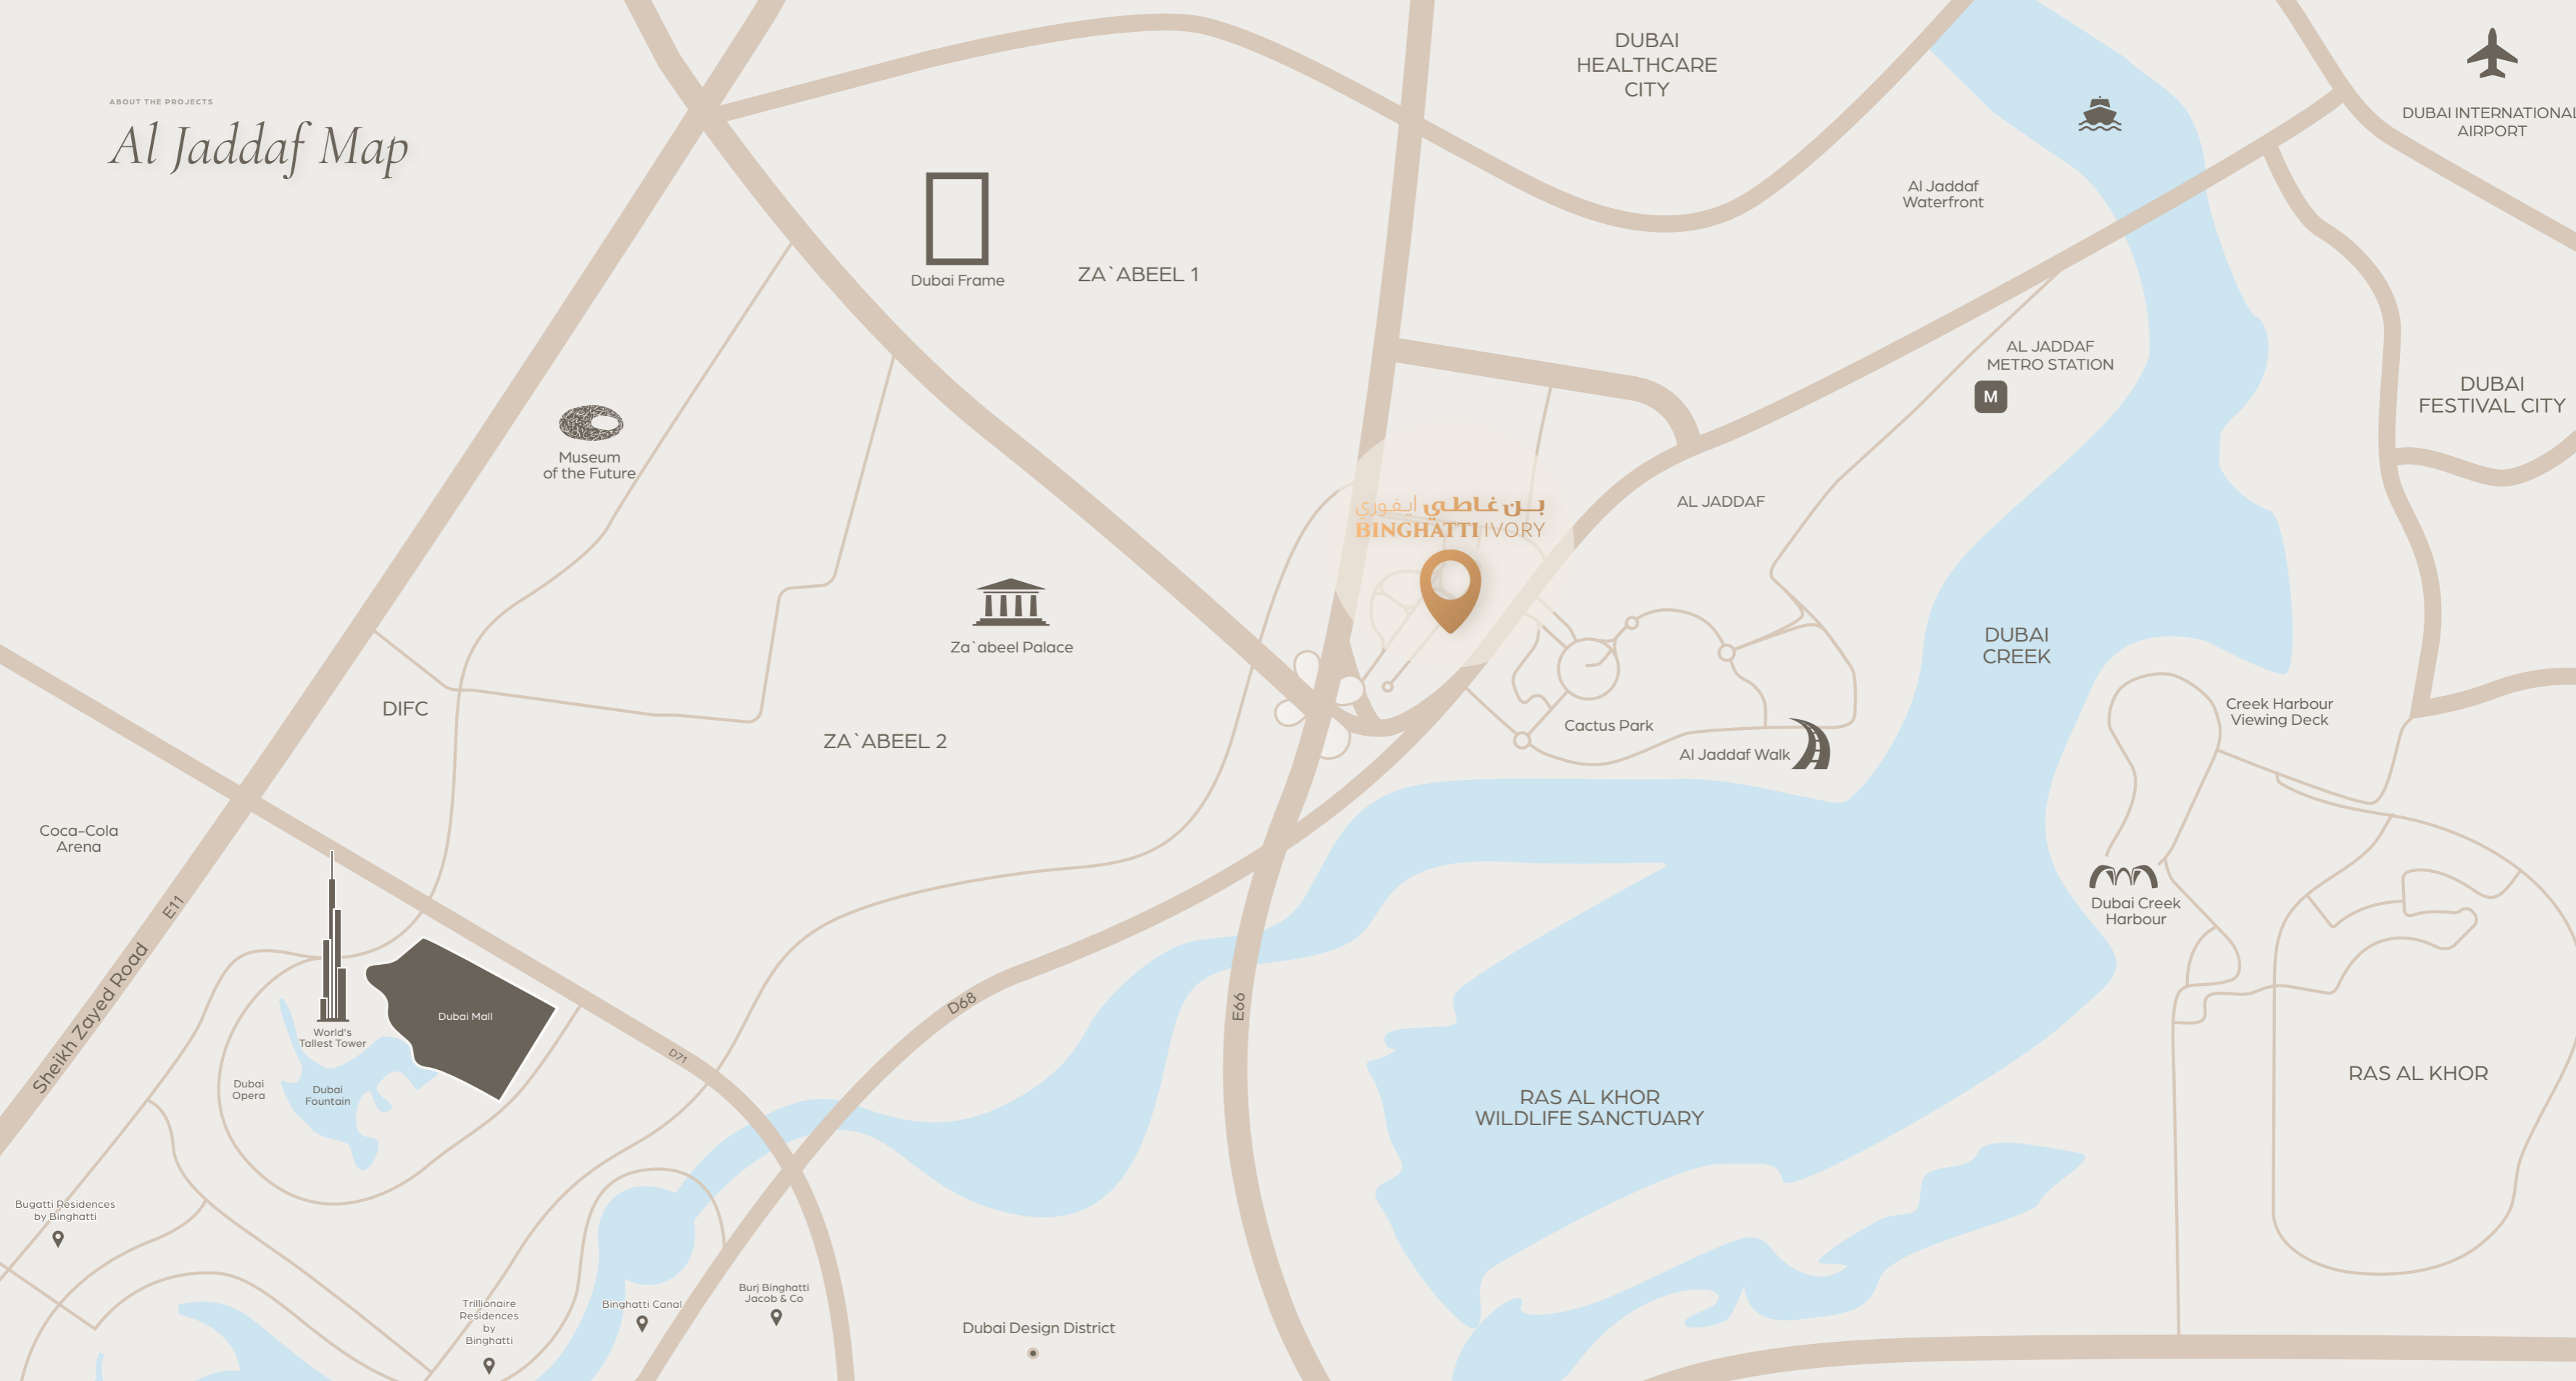 ABOUT THE PROJECTS
Al Jaddaf Map
DUBAI
HEALTHCARE
CITY
DUBAI INTERNATIONAL
AIRPORT
Al Jaddaf
Waterfront
Dubai Frame
ZA`ABEEL 1
AL JADDAF
METRO STATION
M
DUBAI
FESTIVAL CITY
Museum
of the Future
بن غاطي ايفوري
BINGHATTI IVORY
AL JADDAF
Za`abeel Palace
DUBAI
CREEK
DIFC
ZA`ABEEL 2
Cactus Park
Al Jaddaf Walk
Creek Harbour
Viewing Deck
Coca-Cola
Arena
E11
Sheikh Zayed Road
Dubai Creek
Harbour
Dubai Mall
World's
Tallest Tower
D68
E66
D71
Dubai
Opera
Dubai
Fountain
RAS AL KHOR
WILDLIFE SANCTUARY
RAS AL KHOR
Bugatti Residences
by Binghatti
Trillionaire
Residences
by
Binghatti
Binghatti Canal
Burj Binghatti
Jacob & Co
Dubai Design District